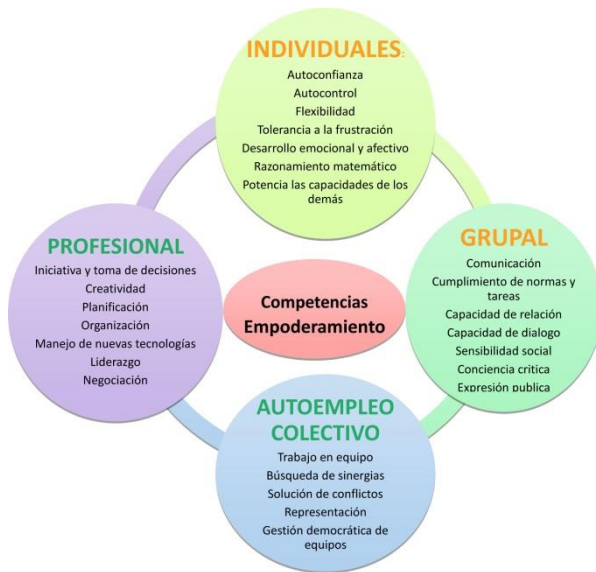 INDIVIDUALES:
Autoconfianza
Autocontrol
Flexibilidad
Tolerancia a la frustración
Desarrollo emocional y afectivo
Razonamiento matemático
Potencia las capacidades de los
demás
PROFESIONAL
Iniciativa y toma de decisiones
Creatividad
Planificación
Organización
Manejo de nuevas tecnologías
Liderazgo
Negociación
Competencias
Empoderamiento
GRUPAL
Comunicación
Cumplimiento de normas y
tareas
Capacidad de relación
Capacidad de dialogo
Sensibilidad social
Conciencia critica
Expresión publica
AUTOEMPLEO
COLECTIVO
Trabajo en equipo
Búsqueda de sinergias
Solución de conflictos
Representación
Gestión democrática de
equipos